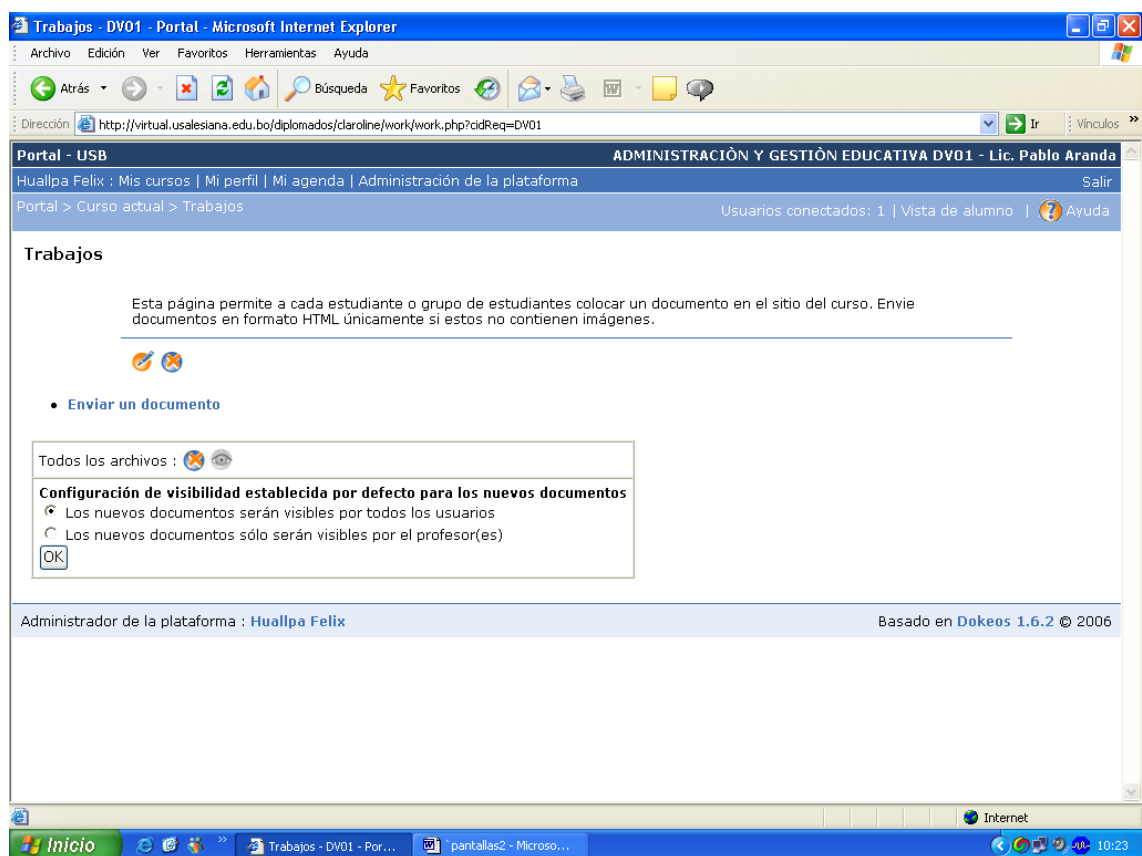 Trabajos - DV01 - Portal - Microsoft Internet Explorer
Archivo Edición Ver Favoritos Herramientas Ayuda
Atrás Búsqueda Favoritos
Dirección http://virtual.usalesiana.edu.bo/diplomados/claroline/work/work.php?cidReq=DV01 Ir Vínculos »
Portal - USB ADMINISTRACIÒN Y GESTIÒN EDUCATIVA DV01 - Lic. Pablo Aranda
Huallpa Felix : Mis cursos | Mi perfil | Mi agenda | Administración de la plataforma Salir
Portal > Curso actual > Trabajos Usuarios conectados: 1 | Vista de alumno | ? Ayuda
Trabajos
Esta página permite a cada estudiante o grupo de estudiantes colocar un documento en el sitio del curso. Envie
documentos en formato HTML únicamente si estos no contienen imágenes.
• Enviar un documento
Todos los archivos :
Configuración de visibilidad establecida por defecto para los nuevos documentos
Los nuevos documentos serán visibles por todos los usuarios
Los nuevos documentos sólo serán visibles por el profesor(es)
OK
Administrador de la plataforma : Huallpa Felix Basado en Dokeos 1.6.2 © 2006
Internet
Inicio » Trabajos - DV01 - Por... `pantallas2 - Microso... 10:23